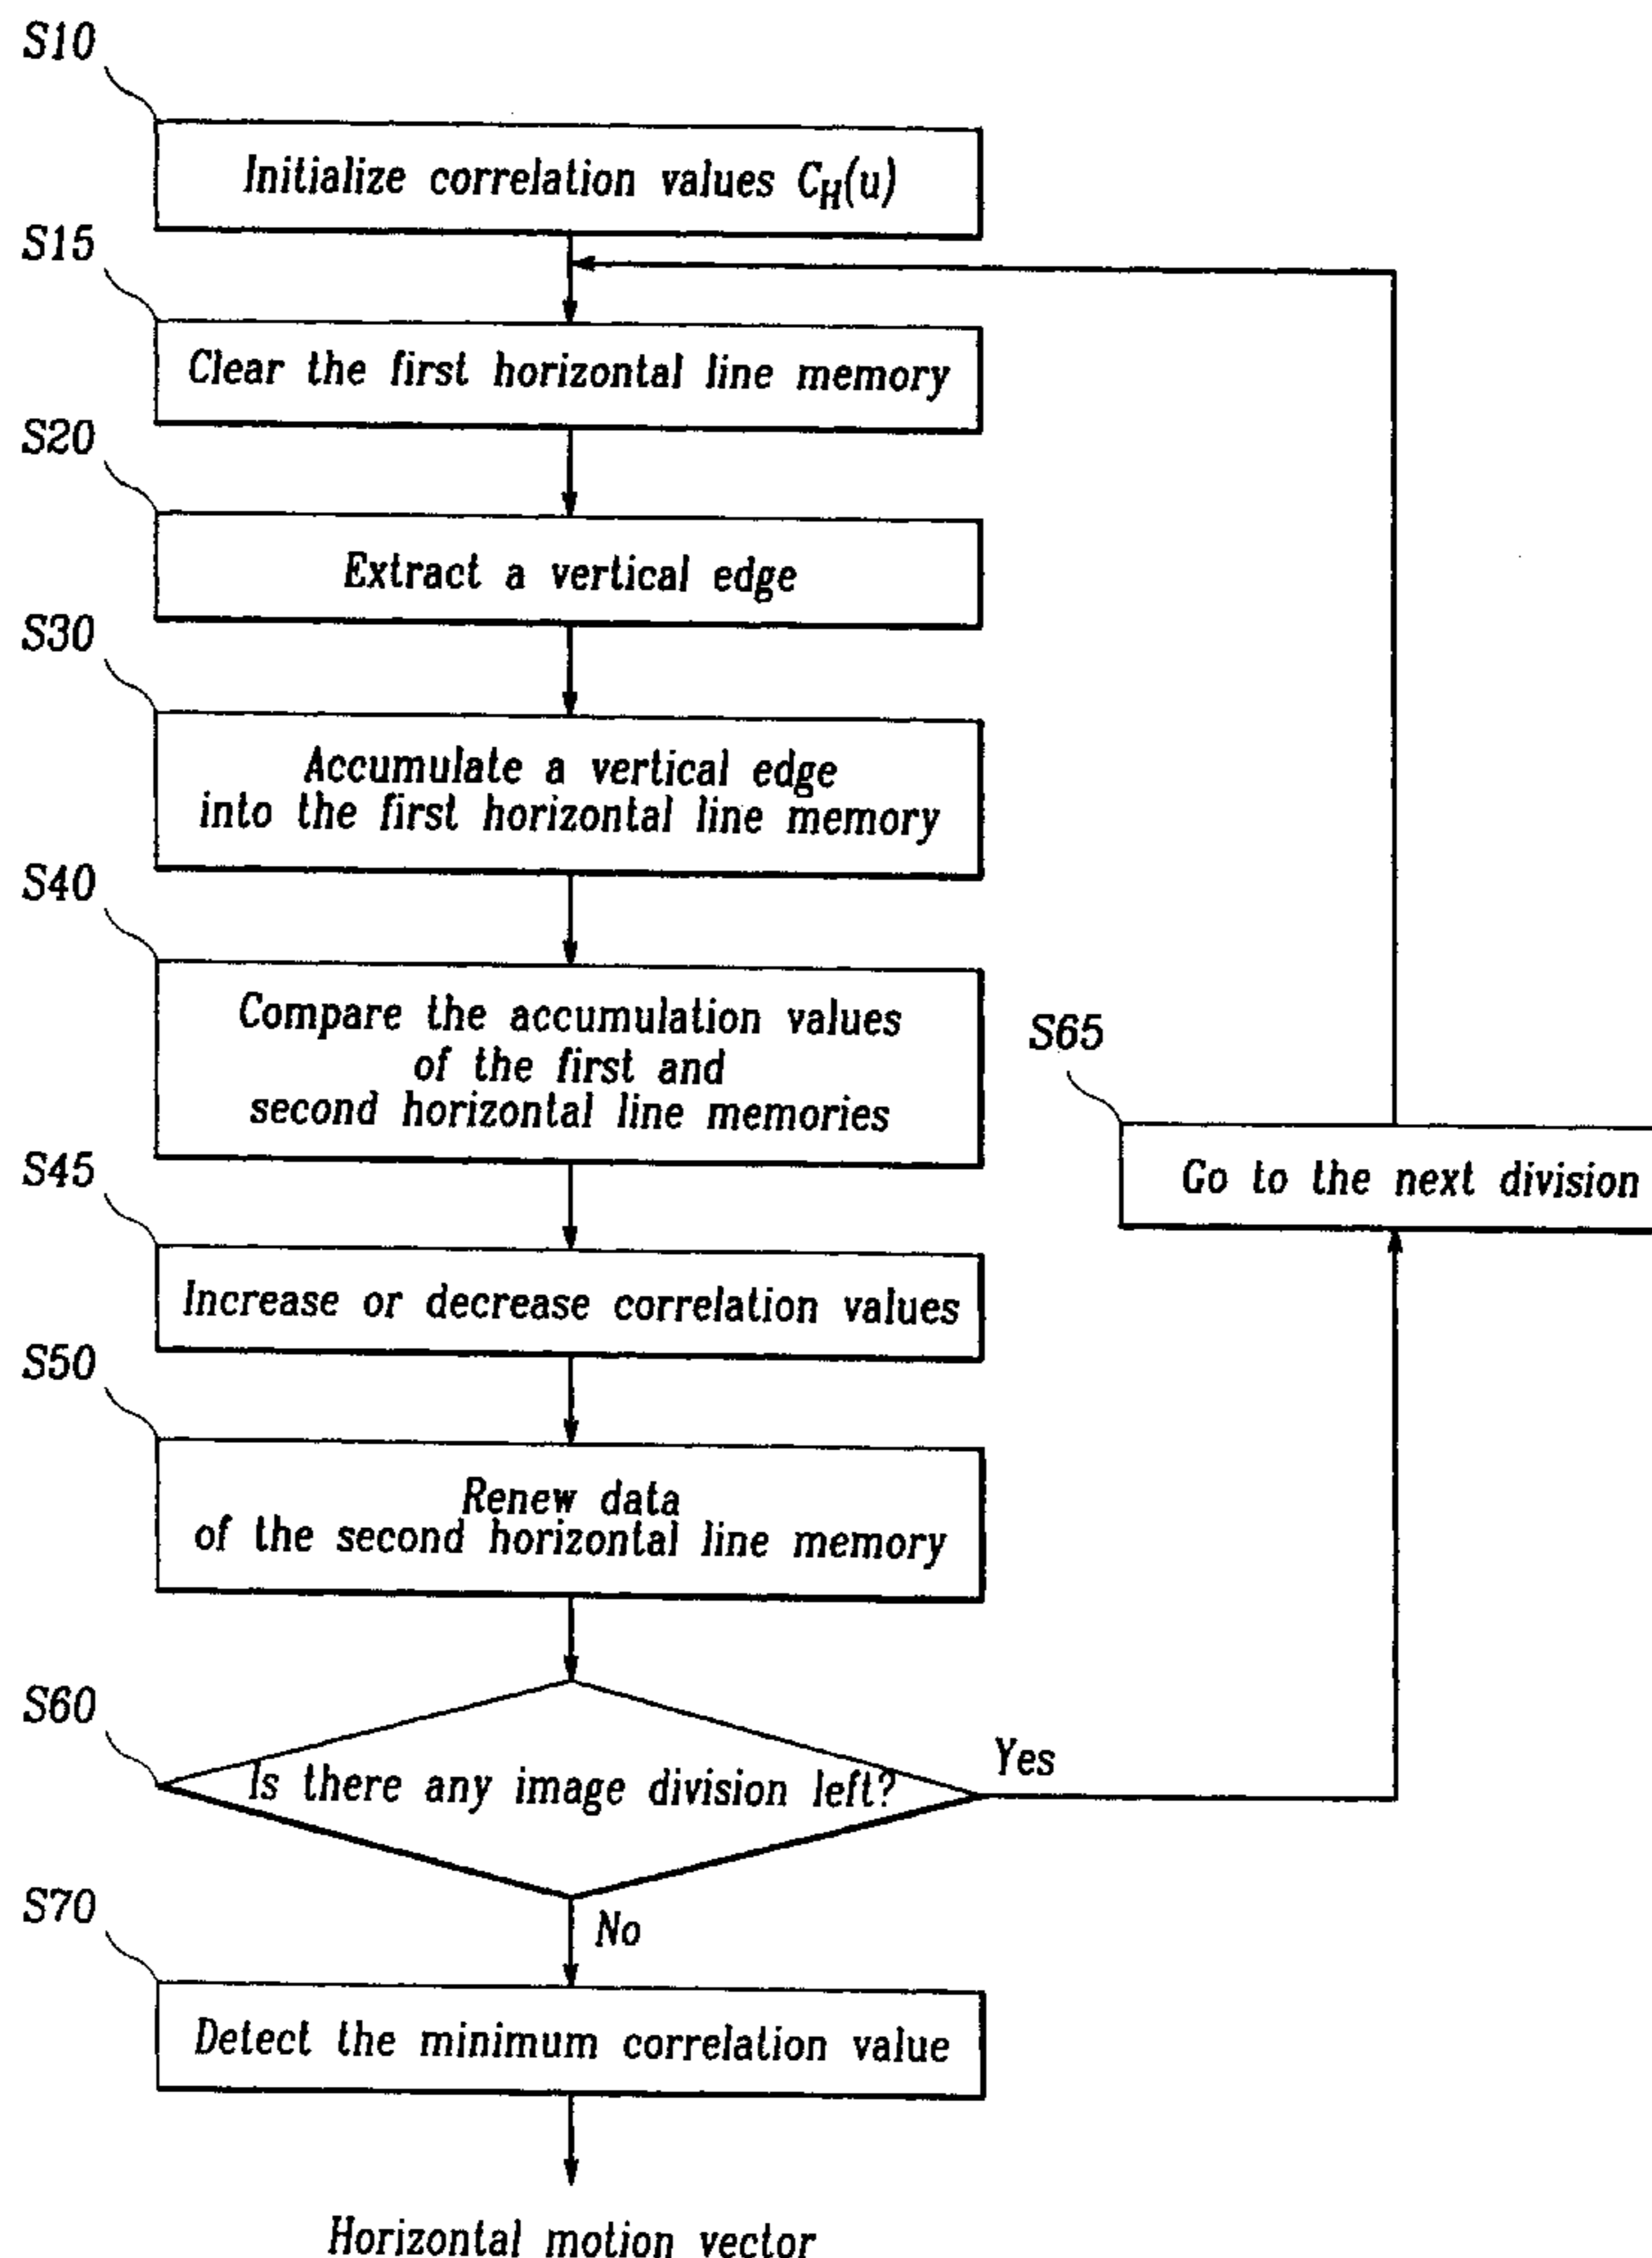 S10
Initialize correlation values C_H(u)
S15
Clear the first horizontal line memory
S20
Extract a vertical edge
S30
Accumulate a vertical edge
into the first horizontal line memory
S40
Compare the accumulation values
of the first and
second horizontal line memories
S65
Go to the next division
S45
Increase or decrease correlation values
S50
Renew data
of the second horizontal line memory
S60
Is there any image division left?
Yes
No
S70
Detect the minimum correlation value
Horizontal motion vector